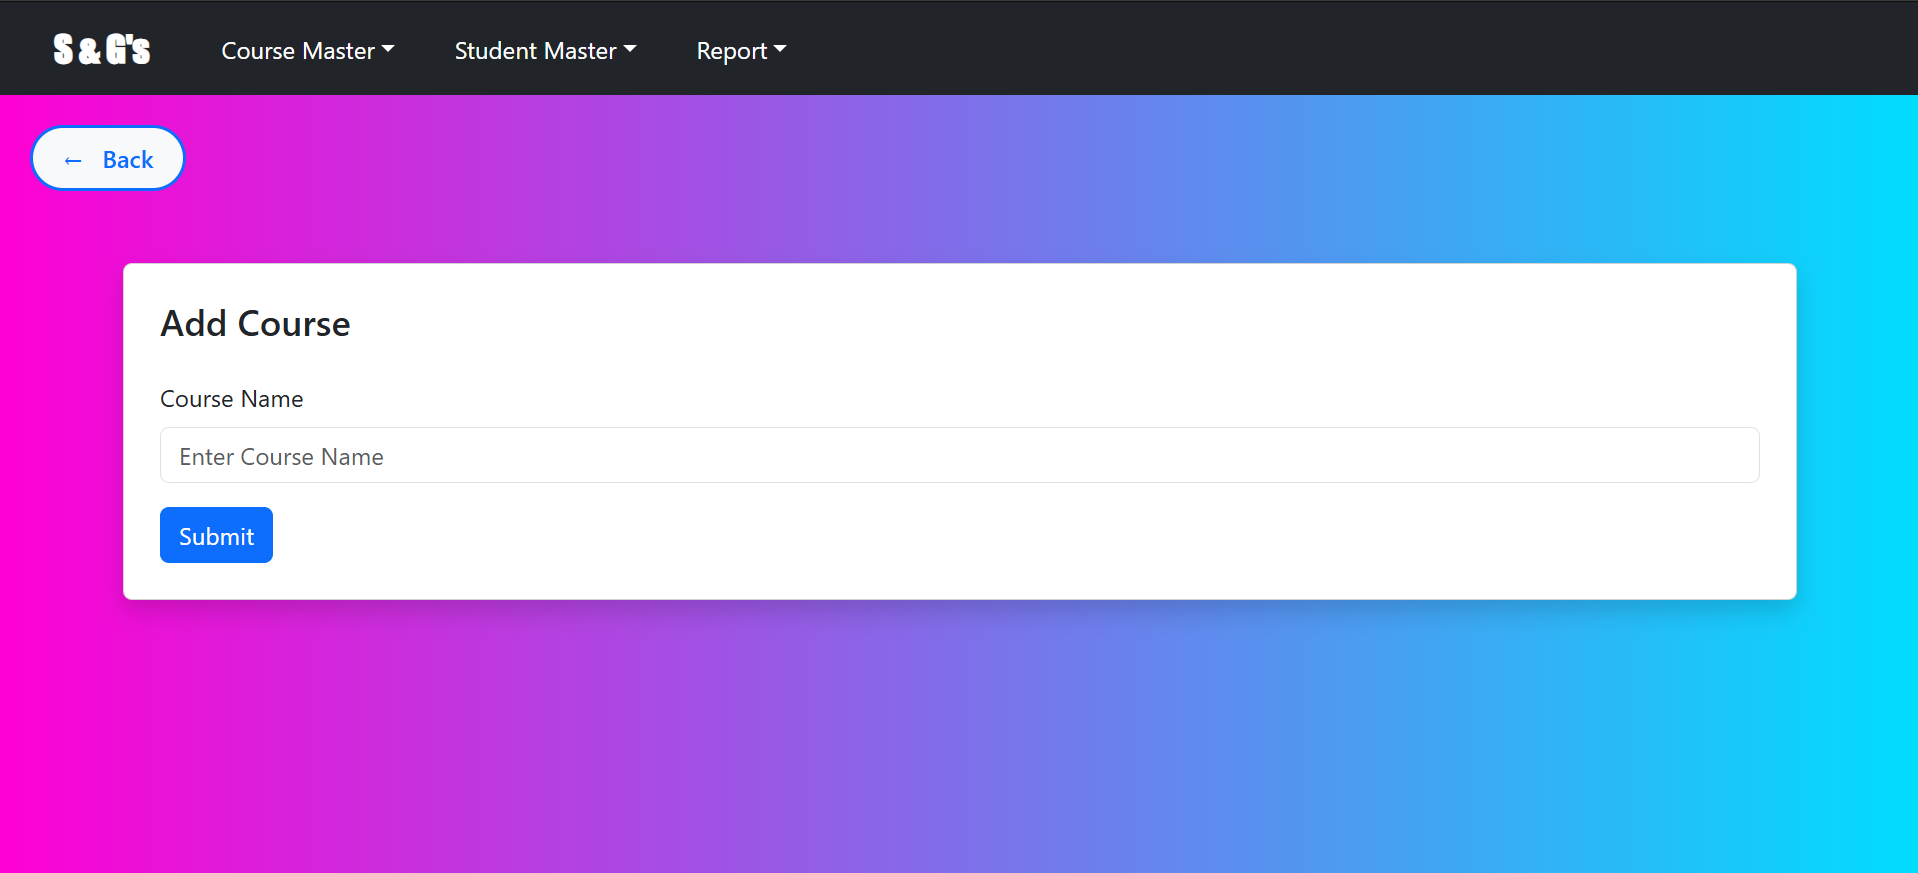 S & G's Course Master Student Master Report
← Back
Add Course
Course Name
Enter Course Name
Submit